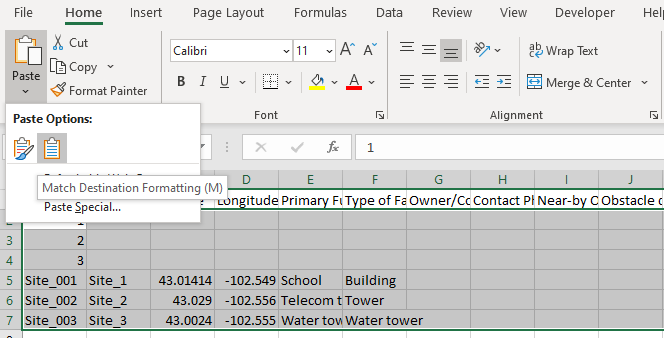 Home Insert Page Layout Formulas Data Review View Developer Help
Paste
Cut
Copy
Format Painter
Calibri 11 A A
B I U A
Font
ab Wrap Text
Merge & Center
Alignment
Paste Options:
Match Destination Formatting (M)
Paste Special...
1
D E F G H I J
Longitude Primary Fu Type of Fa Owner/Co Contact Ph Near-by O Obstacle d
2 1
3 2
4 3
5 Site_001 Site_1 43.01414 -102.549 School Building
6 Site_002 Site_2 43.029 -102.556 Telecom t Tower
7 Site_003 Site_3 43.0024 -102.555 Water tow Water tower